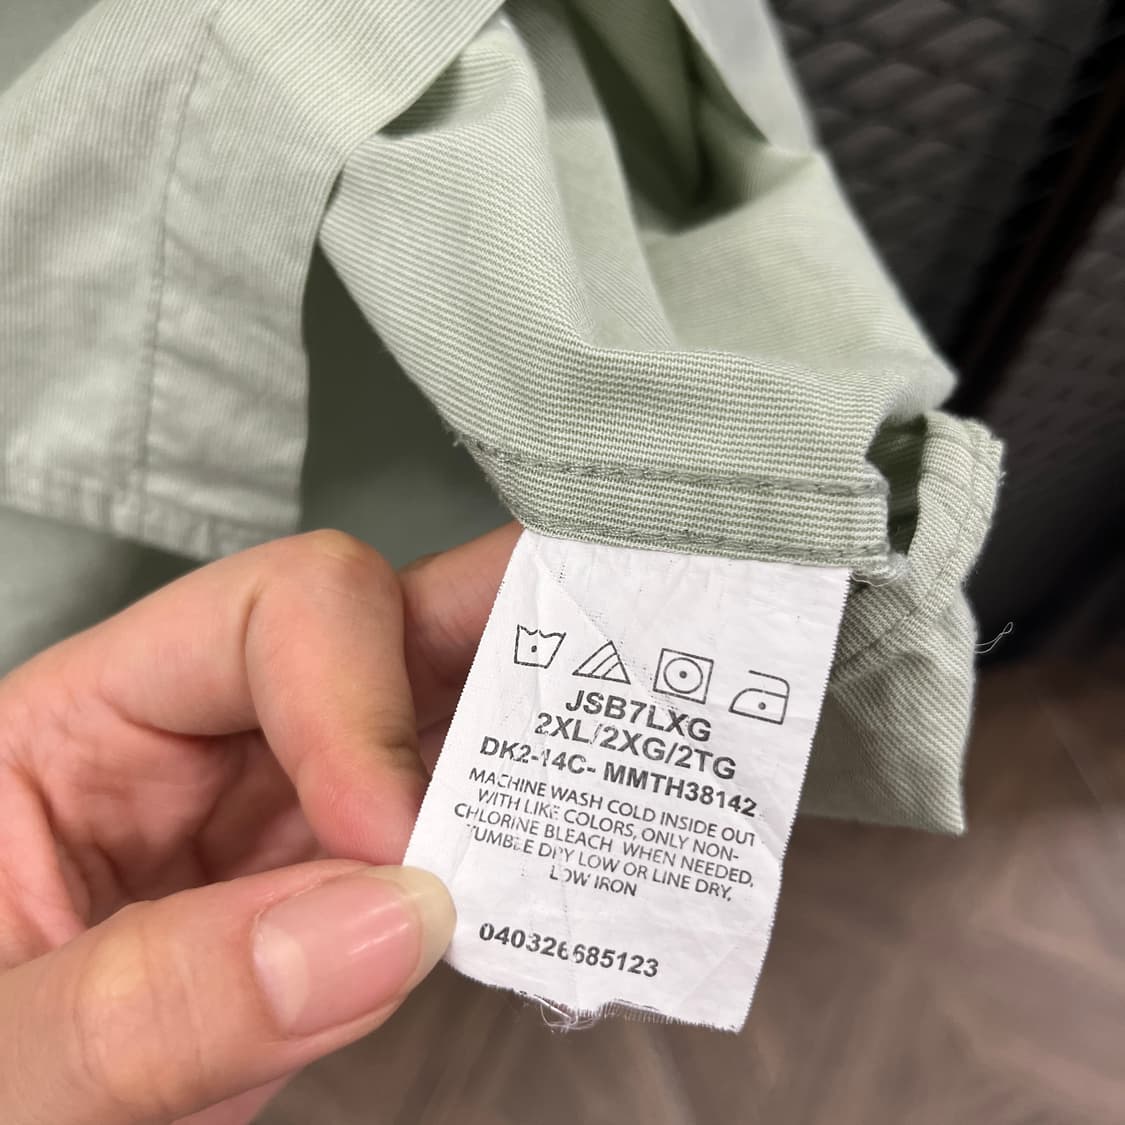 JSB7LXG
2XL/2XG/2TG
DK2-14C- MMTH38142
MACHINE WASH COLD INSIDE OUT
WITH LIKE COLORS, ONLY NON-
CHLORINE BLEACH WHEN NEEDED,
TUMBLE DRY LOW OR LINE DRY,
LOW IRON
040326685123